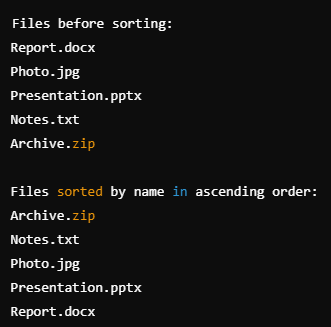 Files before sorting:
Report.docx
Photo.jpg
Presentation.pptx
Notes.txt
Archive.zip
Files sorted by name in ascending order:
Archive.zip
Notes.txt
Photo.jpg
Presentation.pptx
Report.docx